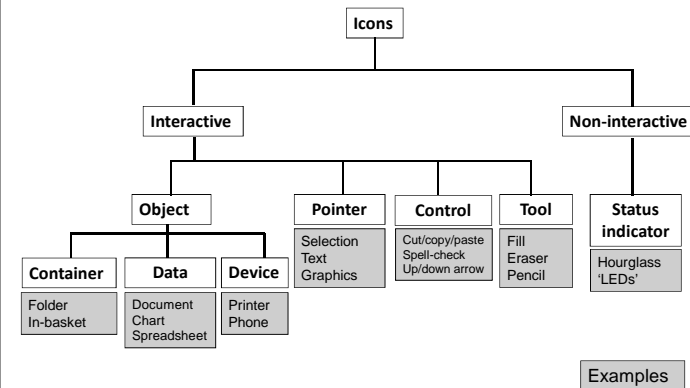 Icons
Interactive
Non-interactive
Object
Pointer
Control
Tool
Status
indicator
Selection
Text
Graphics
Cut/copy/paste
Spell-check
Up/down arrow
Fill
Eraser
Pencil
Hourglass
'LEDs'
Container
Data
Device
Folder
In-basket
Document
Chart
Spreadsheet
Printer
Phone
Examples